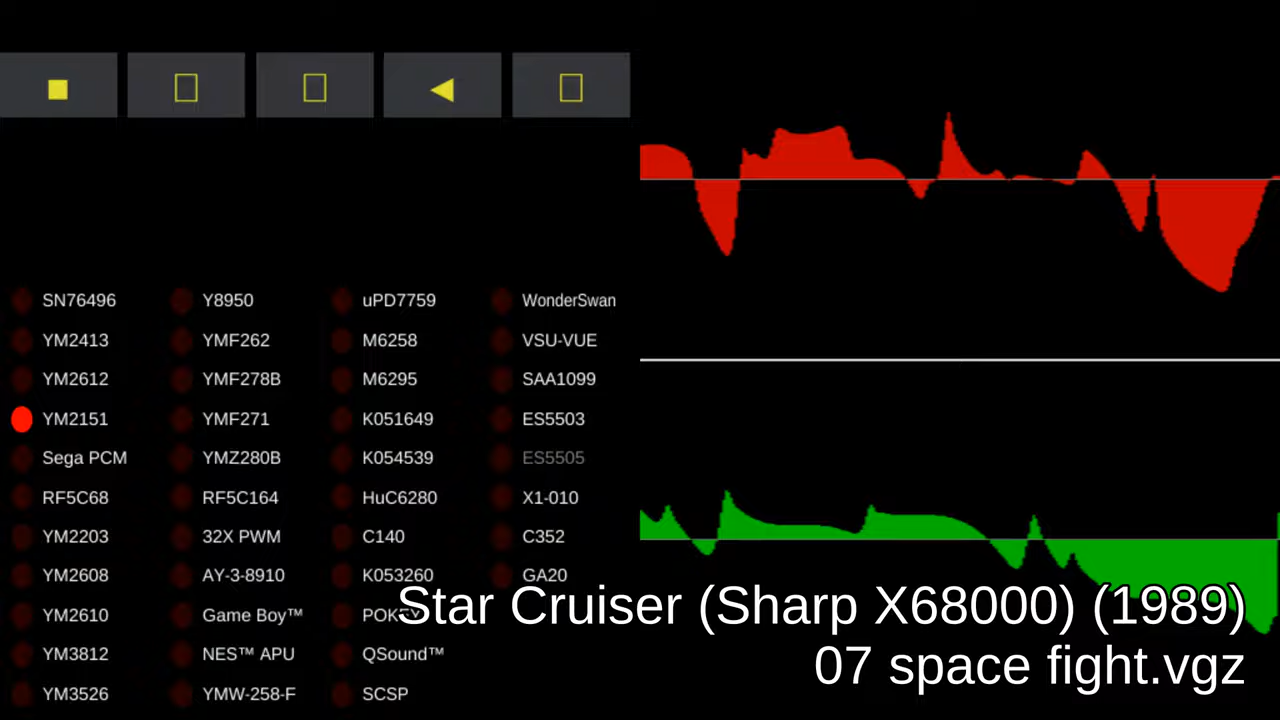 SN76496 Y8950 uPD7759 WonderSwan
YM2413 YMF262 M6258 VSU-VUE
YM2612 YMF278B M6295 SAA1099
YM2151 YMF271 K051649 ES5503
Sega PCM YMZ280B K054539 ES5505
RF5C68 RF5C164 HuC6280 X1-010
YM2203 32X PWM C140 C352
YM2608 AY-3-8910 K053260 GA20
YM2610 Game Boy™ POKEY
YM3812 NES™ APU QSound™
YM3526 YMW-258-F SCSP
Star Cruiser (Sharp X68000) (1989)
07 space fight.vgz